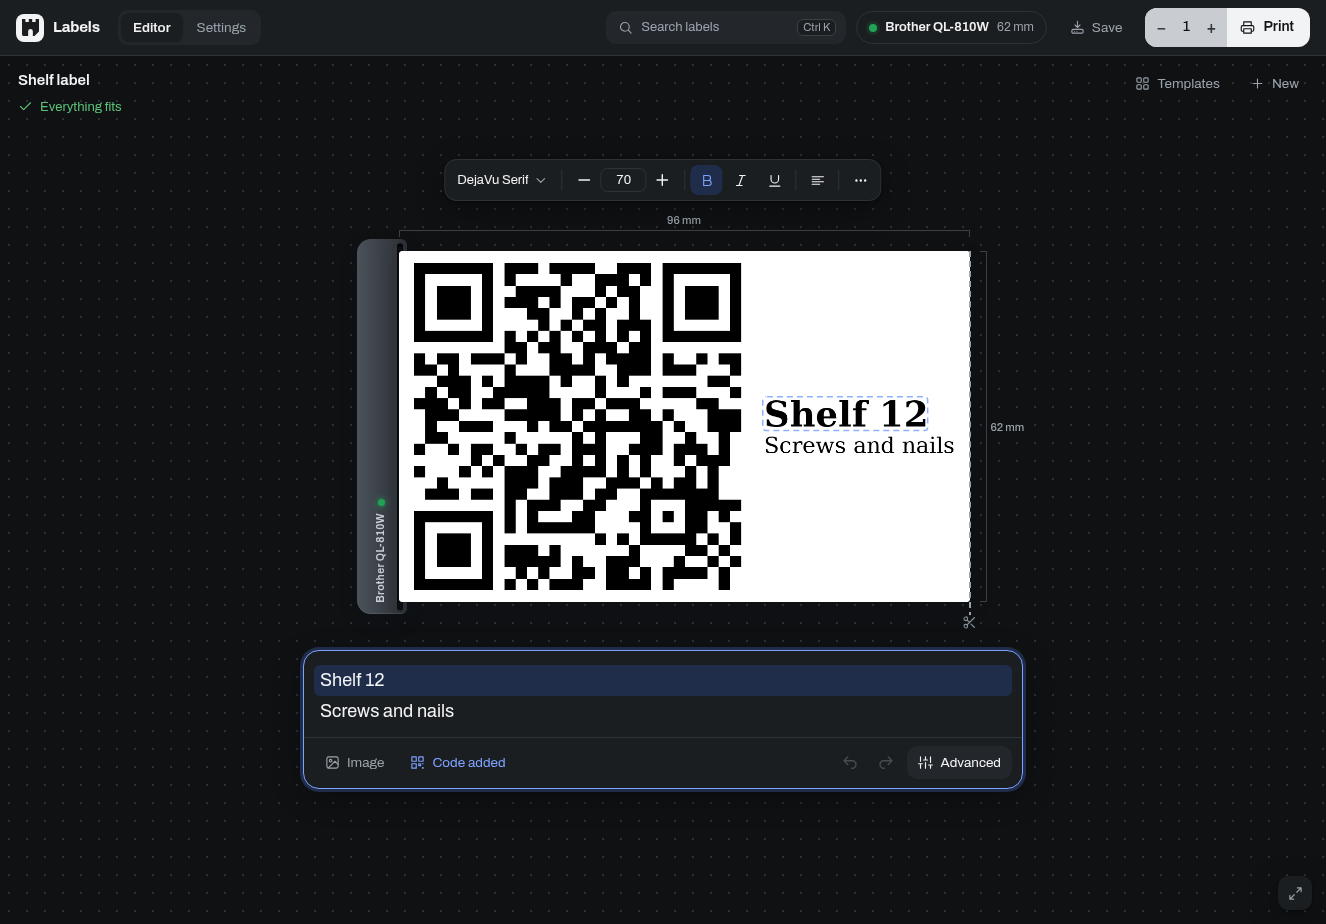 Labels
Editor
Settings
Search labels
Ctrl K
Brother QL-810W 62 mm
Save
− 1 +
Print
Shelf label
Everything fits
Templates
New
DejaVu Serif
70
B I U
96 mm
Shelf 12
Screws and nails
62 mm
Brother QL-810W
Shelf 12
Screws and nails
Image
Code added
Advanced